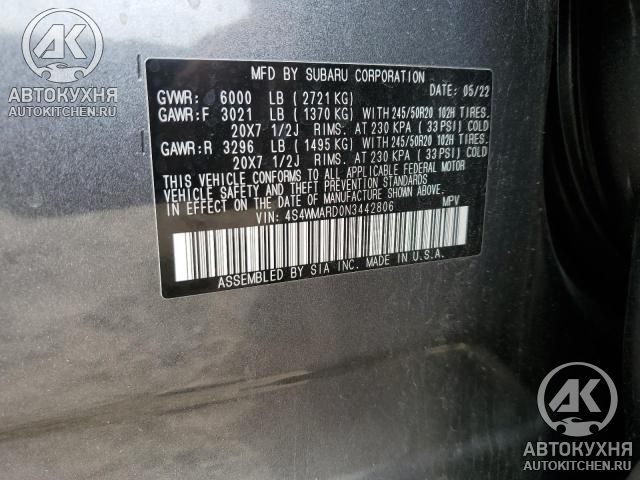 АК
АВТОКУХНЯ
AUTOKITCHEN.RU
MFD BY SUBARU CORPORATION DATE: 05/22
GVWR: 6000 LB ( 2721 KG)
GAWR:F 3021 LB ( 1370 KG) WITH 245/50R20 102H TIRES.
20X7 1/2J RIMS. AT 230 KPA ( 33 PSI) COLD
GAWR:R 3296 LB ( 1495 KG) WITH 245/50R20 102H TIRES.
20X7 1/2J RIMS. AT 230 KPA ( 33 PSI) COLD
THIS VEHICLE CONFORMS TO ALL APPLICABLE FEDERAL MOTOR
VEHICLE SAFETY AND THEFT PREVENTION STANDARDS
IN EFFECT ON THE DATE OF MANUFACTURE SHOWN ABOVE.
VIN: 4S4WMARD0N3442806 MPV
ASSEMBLED BY SIA INC. MADE IN U.S.A.
АК
АВТОКУХНЯ
AUTOKITCHEN.RU